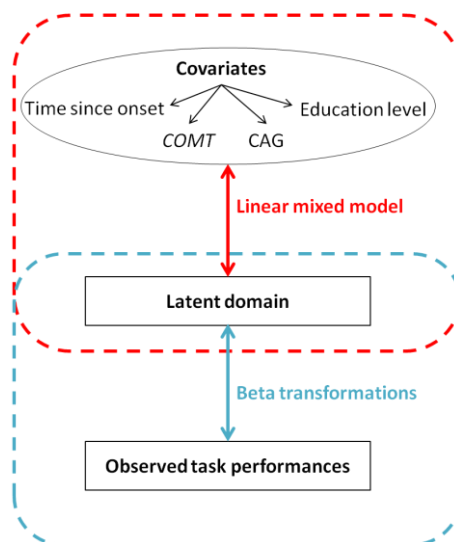 Covariates
Time since onset
Education level
COMT
CAG
Linear mixed model
Latent domain
Beta transformations
Observed task performances